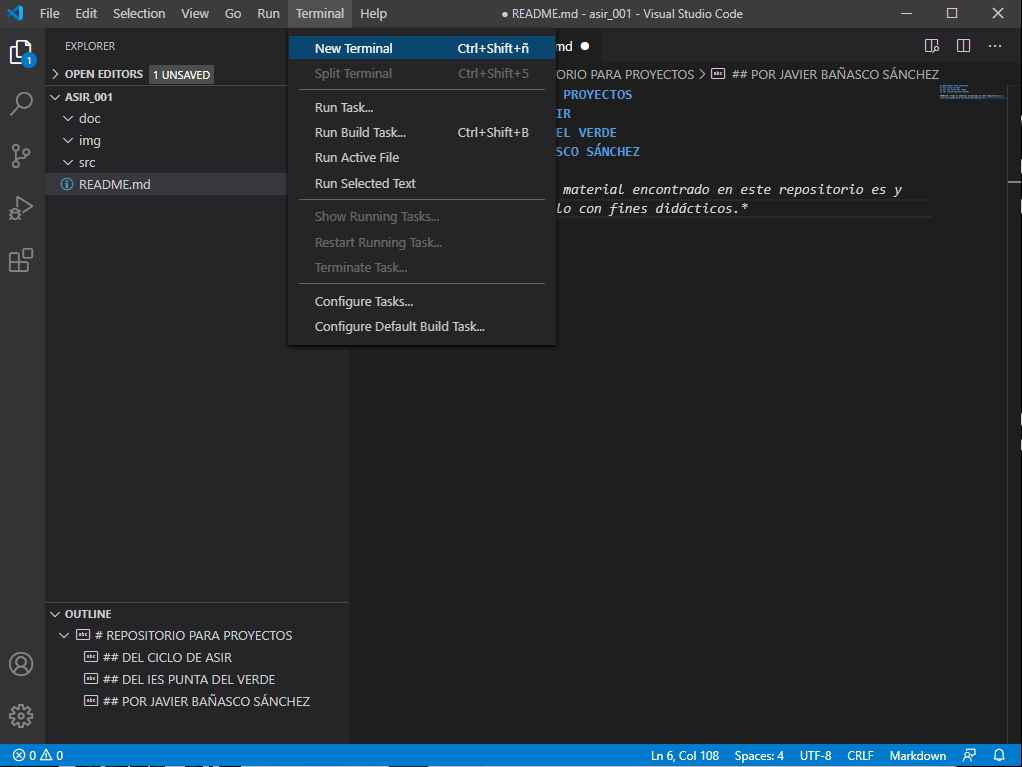 File Edit Selection View Go Run Terminal Help
● README.md - asir_001 - Visual Studio Code
1
EXPLORER
OPEN EDITORS 1 UNSAVED
ASIR_001
doc
img
src
README.md
New Terminal Ctrl+Shift+ñ
Split Terminal Ctrl+Shift+5
Run Task...
Run Build Task... Ctrl+Shift+B
Run Active File
Run Selected Text
Show Running Tasks...
Restart Running Task...
Terminate Task...
Configure Tasks...
Configure Default Build Task...
md ●
ORIO PARA PROYECTOS > ## POR JAVIER BAÑASCO SÁNCHEZ
PROYECTOS
IR
EL VERDE
SCO SÁNCHEZ
material encontrado en este repositorio es y
lo con fines didácticos.*
OUTLINE
# REPOSITORIO PARA PROYECTOS
## DEL CICLO DE ASIR
## DEL IES PUNTA DEL VERDE
## POR JAVIER BAÑASCO SÁNCHEZ
0 0
Ln 6, Col 108 Spaces: 4 UTF-8 CRLF Markdown